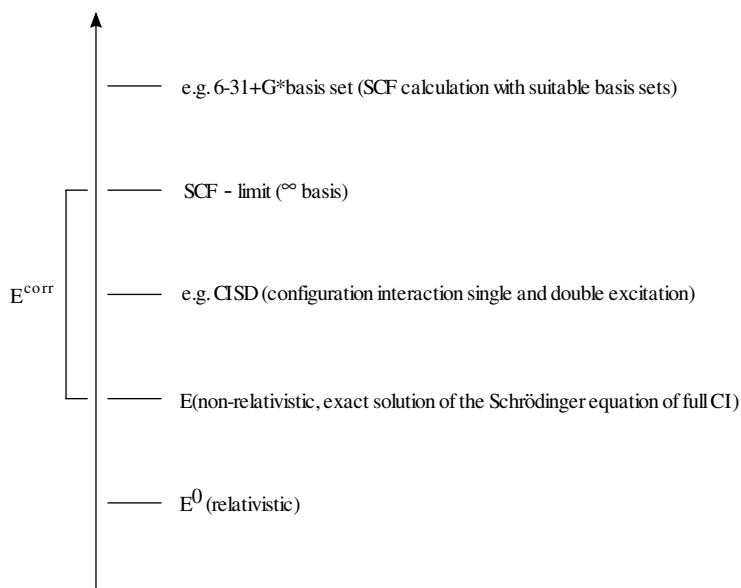 e.g. 6-31+G*basis set (SCF calculation with suitable basis sets)
SCF - limit (∞ basis)
E^corr
e.g. CISD (configuration interaction single and double excitation)
E(non-relativistic, exact solution of the Schrödinger equation of full CI)
E^0 (relativistic)